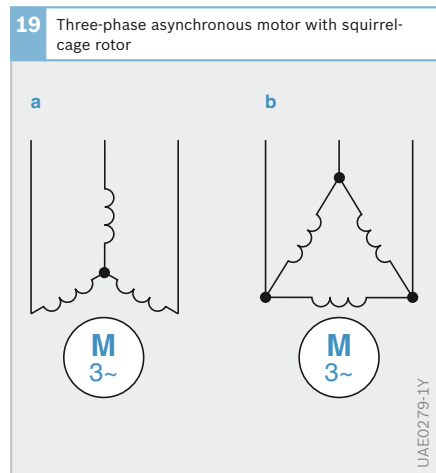 19
Three-phase asynchronous motor with squirrel-
cage rotor
a
b
M
3~
M
3~
UAE0279-1Y